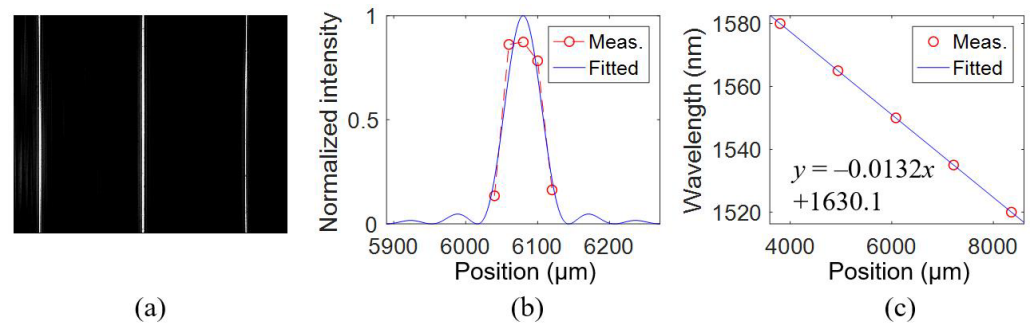 1
0.5
0
Normalized intensity
Meas.
Fitted
5900 6000 6100 6200
Position (μm)
1580
1560
1540
1520
Wavelength (nm)
Meas.
Fitted
y = –0.0132x
+1630.1
4000 6000 8000
Position (μm)
(a) (b) (c)